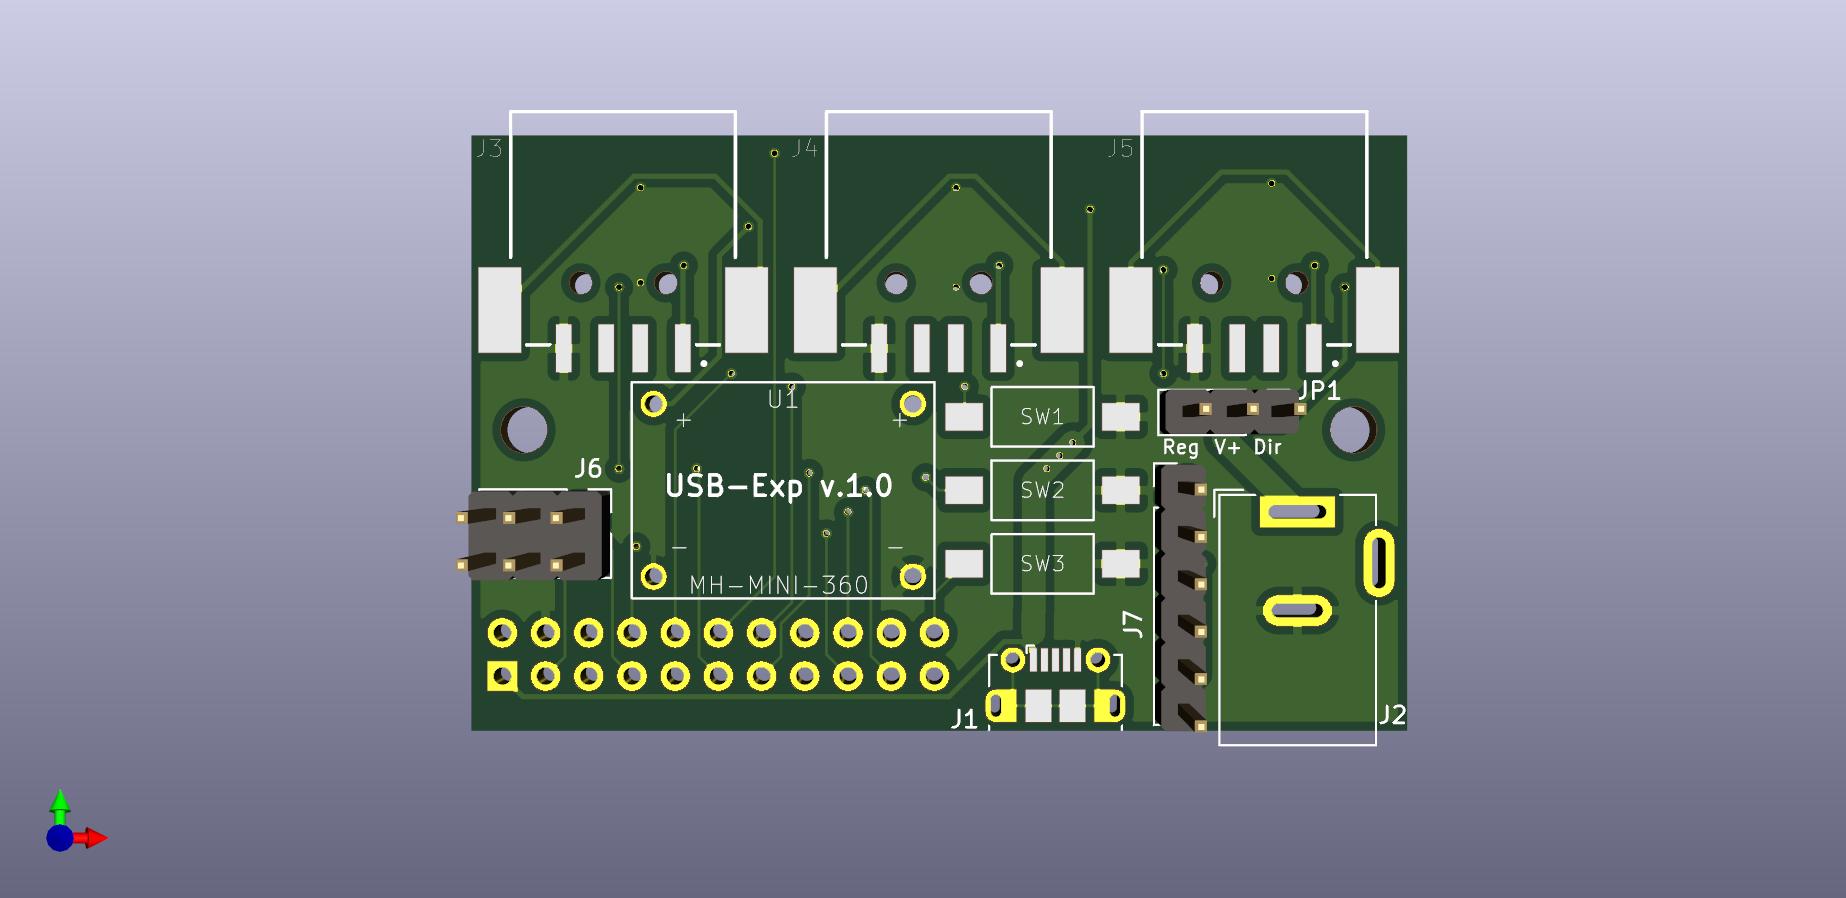 J3
J4
J5
JP1
U1
+
+
SW1
Reg V+ Dir
J6
USB-Exp v.1.0
SW2
-
-
SW3
MH-MINI-360
J7
J1
J2